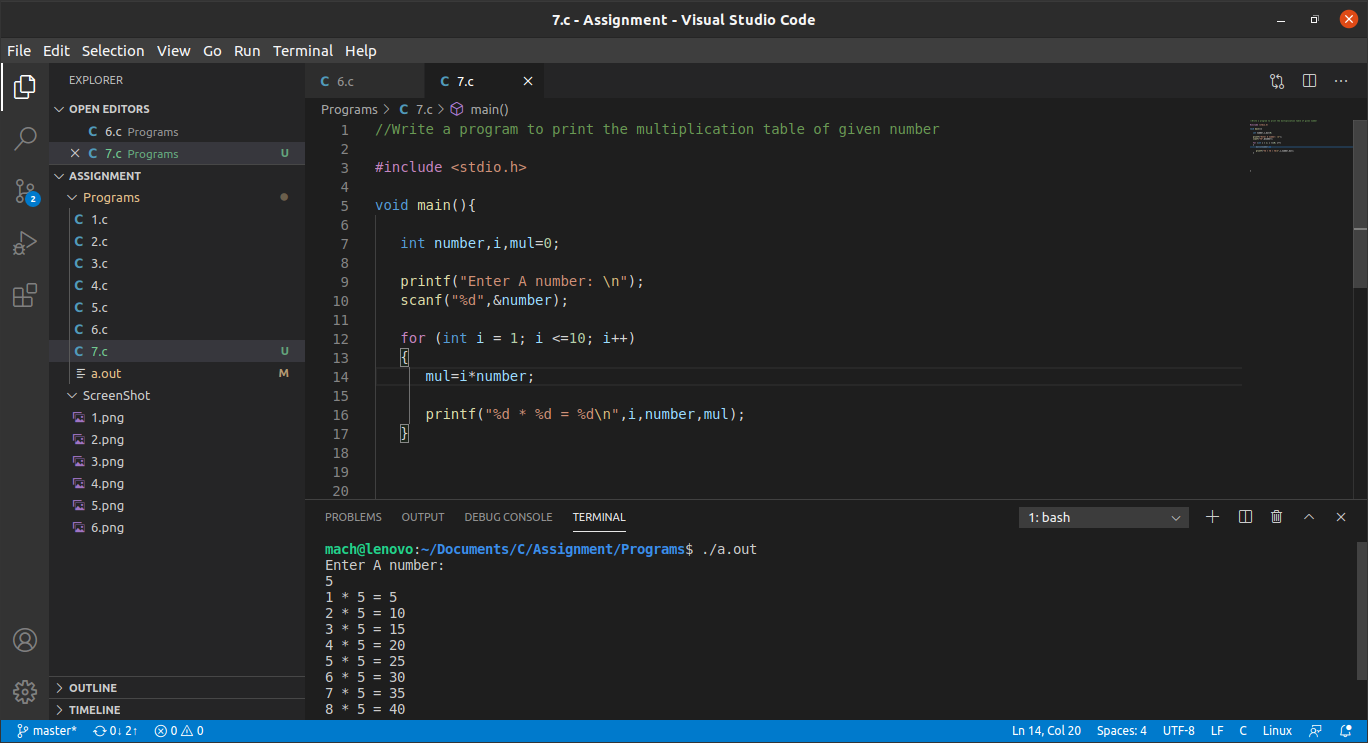 7.c - Assignment - Visual Studio Code
File Edit Selection View Go Run Terminal Help
EXPLORER
OPEN EDITORS
C 6.c Programs
C 7.c Programs U
ASSIGNMENT
Programs
C 1.c
C 2.c
C 3.c
C 4.c
C 5.c
C 6.c
C 7.c U
a.out M
ScreenShot
1.png
2.png
3.png
4.png
5.png
6.png
OUTLINE
TIMELINE
2
C 6.c
C 7.c
Programs > C 7.c > main()
1 //Write a program to print the multiplication table of given number
2
3 #include <stdio.h>
4
5 void main(){
6
7 int number,i,mul=0;
8
9 printf("Enter A number: \n");
10 scanf("%d",&number);
11
12 for (int i = 1; i <=10; i++)
13 {
14 mul=i*number;
15
16 printf("%d * %d = %d\n",i,number,mul);
17 }
18
19
20
PROBLEMS OUTPUT DEBUG CONSOLE TERMINAL
1: bash
mach@lenovo:~/Documents/C/Assignment/Programs$ ./a.out
Enter A number:
5
1 * 5 = 5
2 * 5 = 10
3 * 5 = 15
4 * 5 = 20
5 * 5 = 25
6 * 5 = 30
7 * 5 = 35
8 * 5 = 40
master* 0↓ 2↑ 0 0
Ln 14, Col 20 Spaces: 4 UTF-8 LF C Linux